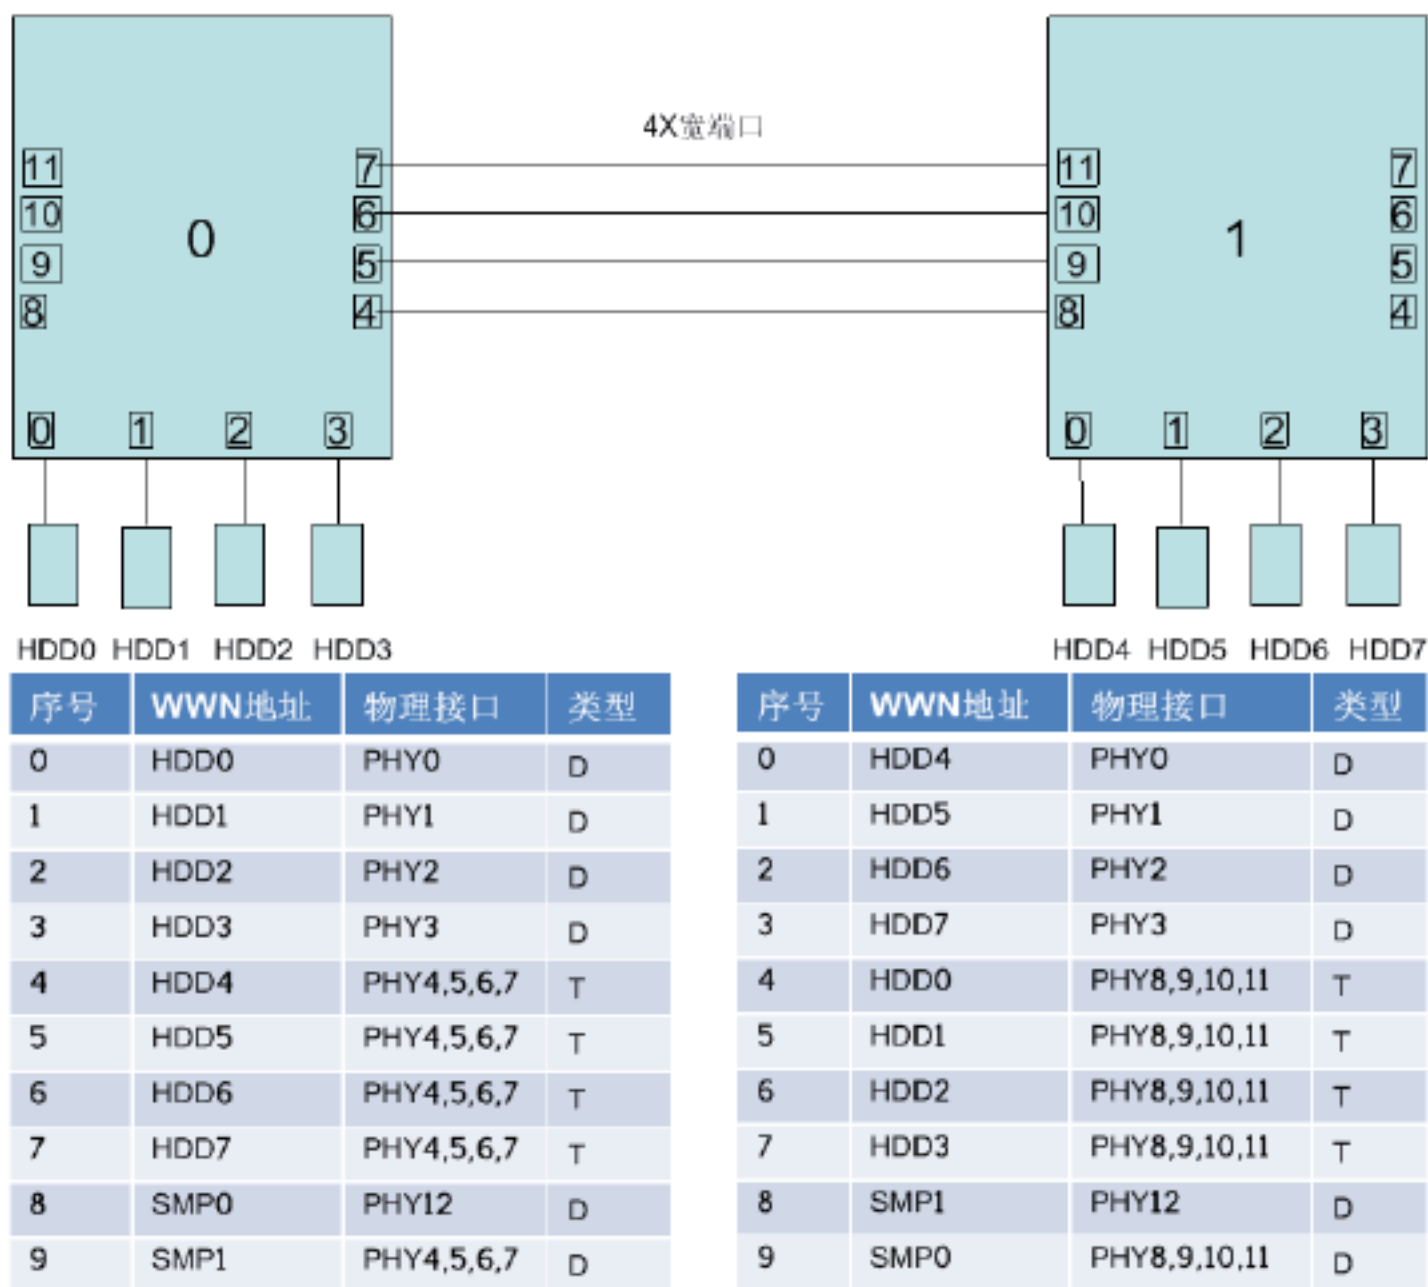 4X宽端口
11 7 11 7
10 6 10 6
0 1
9 5 9 5
8 4 8 4
0 1 2 3 0 1 2 3
HDD0 HDD1 HDD2 HDD3 HDD4 HDD5 HDD6 HDD7
序号 WWN地址 物理接口 类型
0 HDD0 PHY0 D
1 HDD1 PHY1 D
2 HDD2 PHY2 D
3 HDD3 PHY3 D
4 HDD4 PHY4,5,6,7 T
5 HDD5 PHY4,5,6,7 T
6 HDD6 PHY4,5,6,7 T
7 HDD7 PHY4,5,6,7 T
8 SMP0 PHY12 D
9 SMP1 PHY4,5,6,7 D
序号 WWN地址 物理接口 类型
0 HDD4 PHY0 D
1 HDD5 PHY1 D
2 HDD6 PHY2 D
3 HDD7 PHY3 D
4 HDD0 PHY8,9,10,11 T
5 HDD1 PHY8,9,10,11 T
6 HDD2 PHY8,9,10,11 T
7 HDD3 PHY8,9,10,11 T
8 SMP1 PHY12 D
9 SMP0 PHY8,9,10,11 D